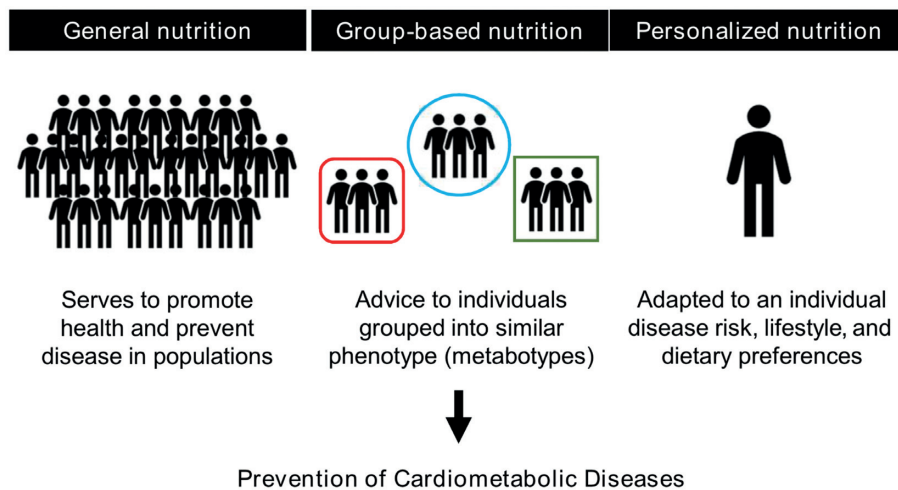 General nutrition
Group-based nutrition
Personalized nutrition
Serves to promote
health and prevent
disease in populations
Advice to individuals
grouped into similar
phenotype (metabotypes)
Adapted to an individual
disease risk, lifestyle, and
dietary preferences
Prevention of Cardiometabolic Diseases